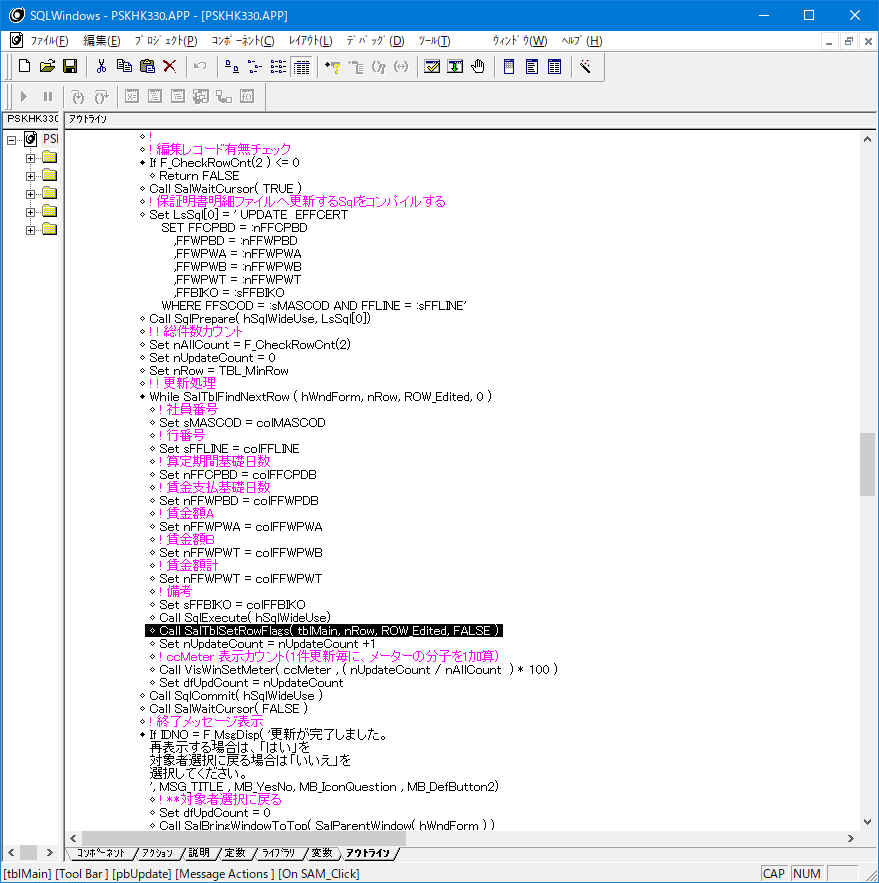 SQLWindows - PSKHK330.APP - [PSKHK330.APP]
ﾌｧｲﾙ(F) 編集(E) ﾌﾟﾛｼﾞｪｸﾄ(P) ｺﾝﾎﾟｰﾈﾝﾄ(C) ﾚｲｱｳﾄ(L) ﾃﾞﾊﾞｯｸﾞ(D) ﾂｰﾙ(T) ｳｨﾝﾄﾞｳ(W) ﾍﾙﾌﾟ(H)
PSKHK330 ｱｳﾄﾗｲﾝ
PSI
!
! 編集レコード有無チェック
If F_CheckRowCnt(2 ) <= 0
Return FALSE
Call SalWaitCursor( TRUE )
! 保証明書明細ファイルへ更新するSqlをコンパイルする
Set LsSql[0] = ' UPDATE  EFFCERT
SET FFCPBD = :nFFCPBD
,FFWPBD = :nFFWPBD
,FFWPWA = :nFFWPWA
,FFWPWB = :nFFWPWB
,FFWPWT = :nFFWPWT
,FFBIKO = :sFFBIKO
WHERE FFSCOD = :sMASCOD AND FFLINE = :sFFLINE'
Call SqlPrepare( hSqlWideUse, LsSql[0])
! ! 総件数カウント
Set nAllCount = F_CheckRowCnt(2)
Set nUpdateCount = 0
Set nRow = TBL_MinRow
! ! 更新処理
While SalTblFindNextRow ( hWndForm, nRow, ROW_Edited, 0 )
! 社員番号
Set sMASCOD = colMASCOD
! 行番号
Set sFFLINE = colFFLINE
! 算定期間基礎日数
Set nFFCPBD = colFFCPDB
! 賃金支払基礎日数
Set nFFWPBD = colFFWPDB
! 賃金額A
Set nFFWPWA = colFFWPWA
! 賃金額B
Set nFFWPWT = colFFWPWB
! 賃金額計
Set nFFWPWT = colFFWPWT
! 備考
Set sFFBIKO = colFFBIKO
Call SqlExecute( hSqlWideUse)
Call SalTblSetRowFlags( tblMain, nRow, ROW_Edited, FALSE )
Set nUpdateCount = nUpdateCount +1
! ccMeter 表示カウント(1件更新毎に、メーターの分子を1加算)
Call VisWinSetMeter( ccMeter , ( nUpdateCount / nAllCount  ) * 100 )
Set dfUpdCount = nUpdateCount
Call SqlCommit( hSqlWideUse )
Call SalWaitCursor( FALSE )
! 終了メッセージ表示
If IDNO = F_MsgDisp( '更新が完了しました。
再表示する場合は、「はい」を
対象者選択に戻る場合は「いいえ」を
選択してください。
', MSG_TITLE , MB_YesNo, MB_IconQuestion , MB_DefButton2)
! **対象者選択に戻る
Set dfUpdCount = 0
Call SalBringWindowToTop( SalParentWindow( hWndForm ) )
ｺﾝﾎﾟｰﾈﾝﾄ ｱｸｼｮﾝ 説明 定数 ﾗｲﾌﾞﾗﾘ 変数 ｱｳﾄﾗｲﾝ
[tblMain] [Tool Bar ] [pbUpdate] [Message Actions ] [On SAM_Click] CAP NUM